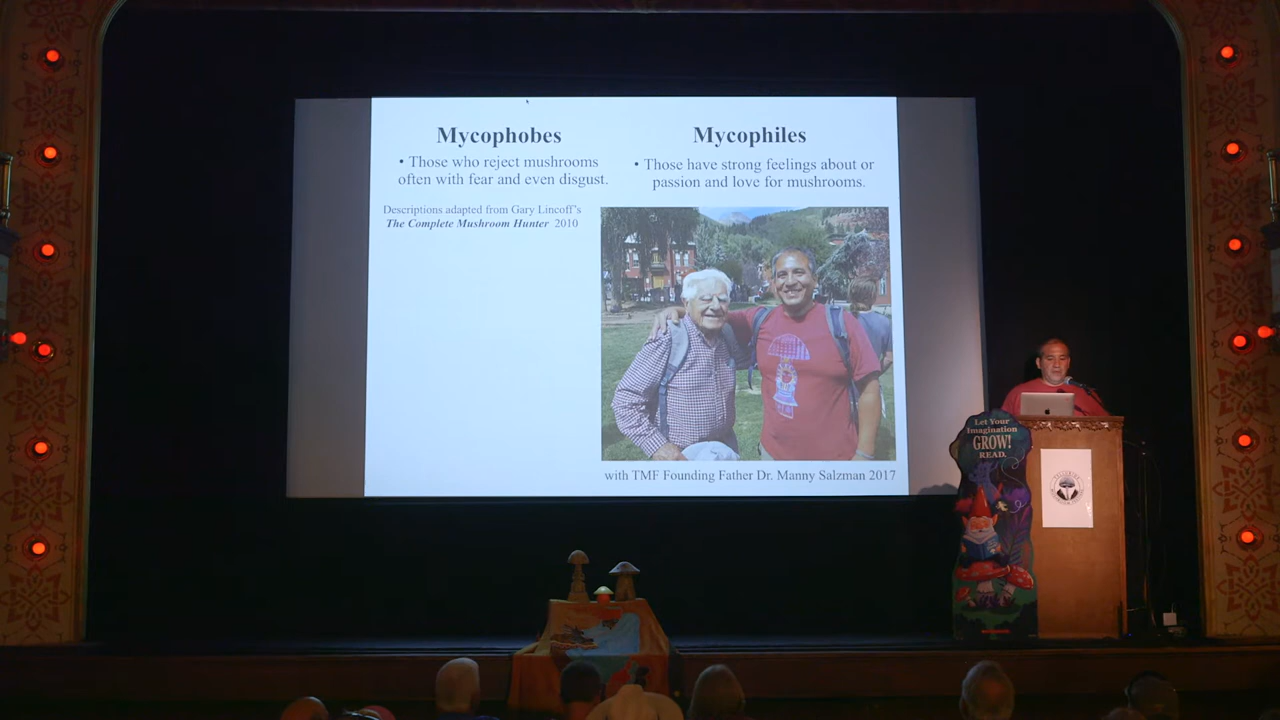 Mycophobes
• Those who reject mushrooms
often with fear and even disgust.
Descriptions adapted from Gary Lincoff's
The Complete Mushroom Hunter 2010
Mycophiles
• Those have strong feelings about or
passion and love for mushrooms.
with TMF Founding Father Dr. Manny Salzman 2017
Let Your
Imagination
GROW!
READ.